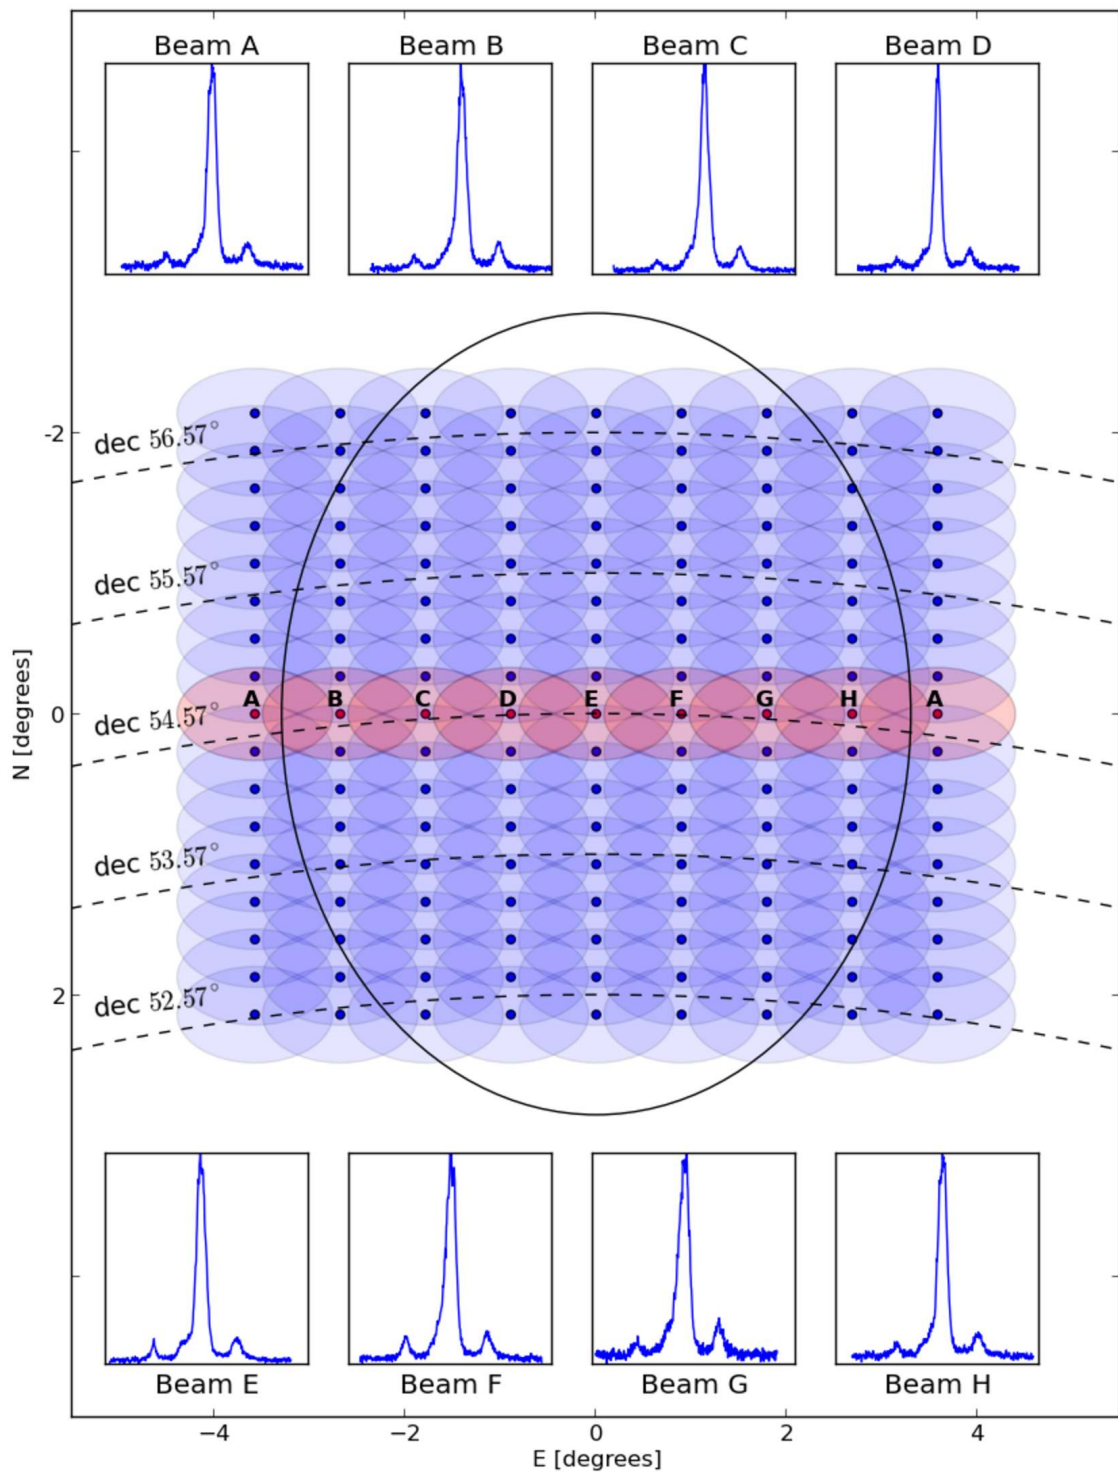 Beam A Beam B Beam C Beam D
dec 56.57°
-2
dec 55.57°
A B C D E F G H A
0
dec 54.57°
N [degrees]
dec 53.57°
2
dec 52.57°
Beam E Beam F Beam G Beam H
−4 −2 0 2 4
E [degrees]